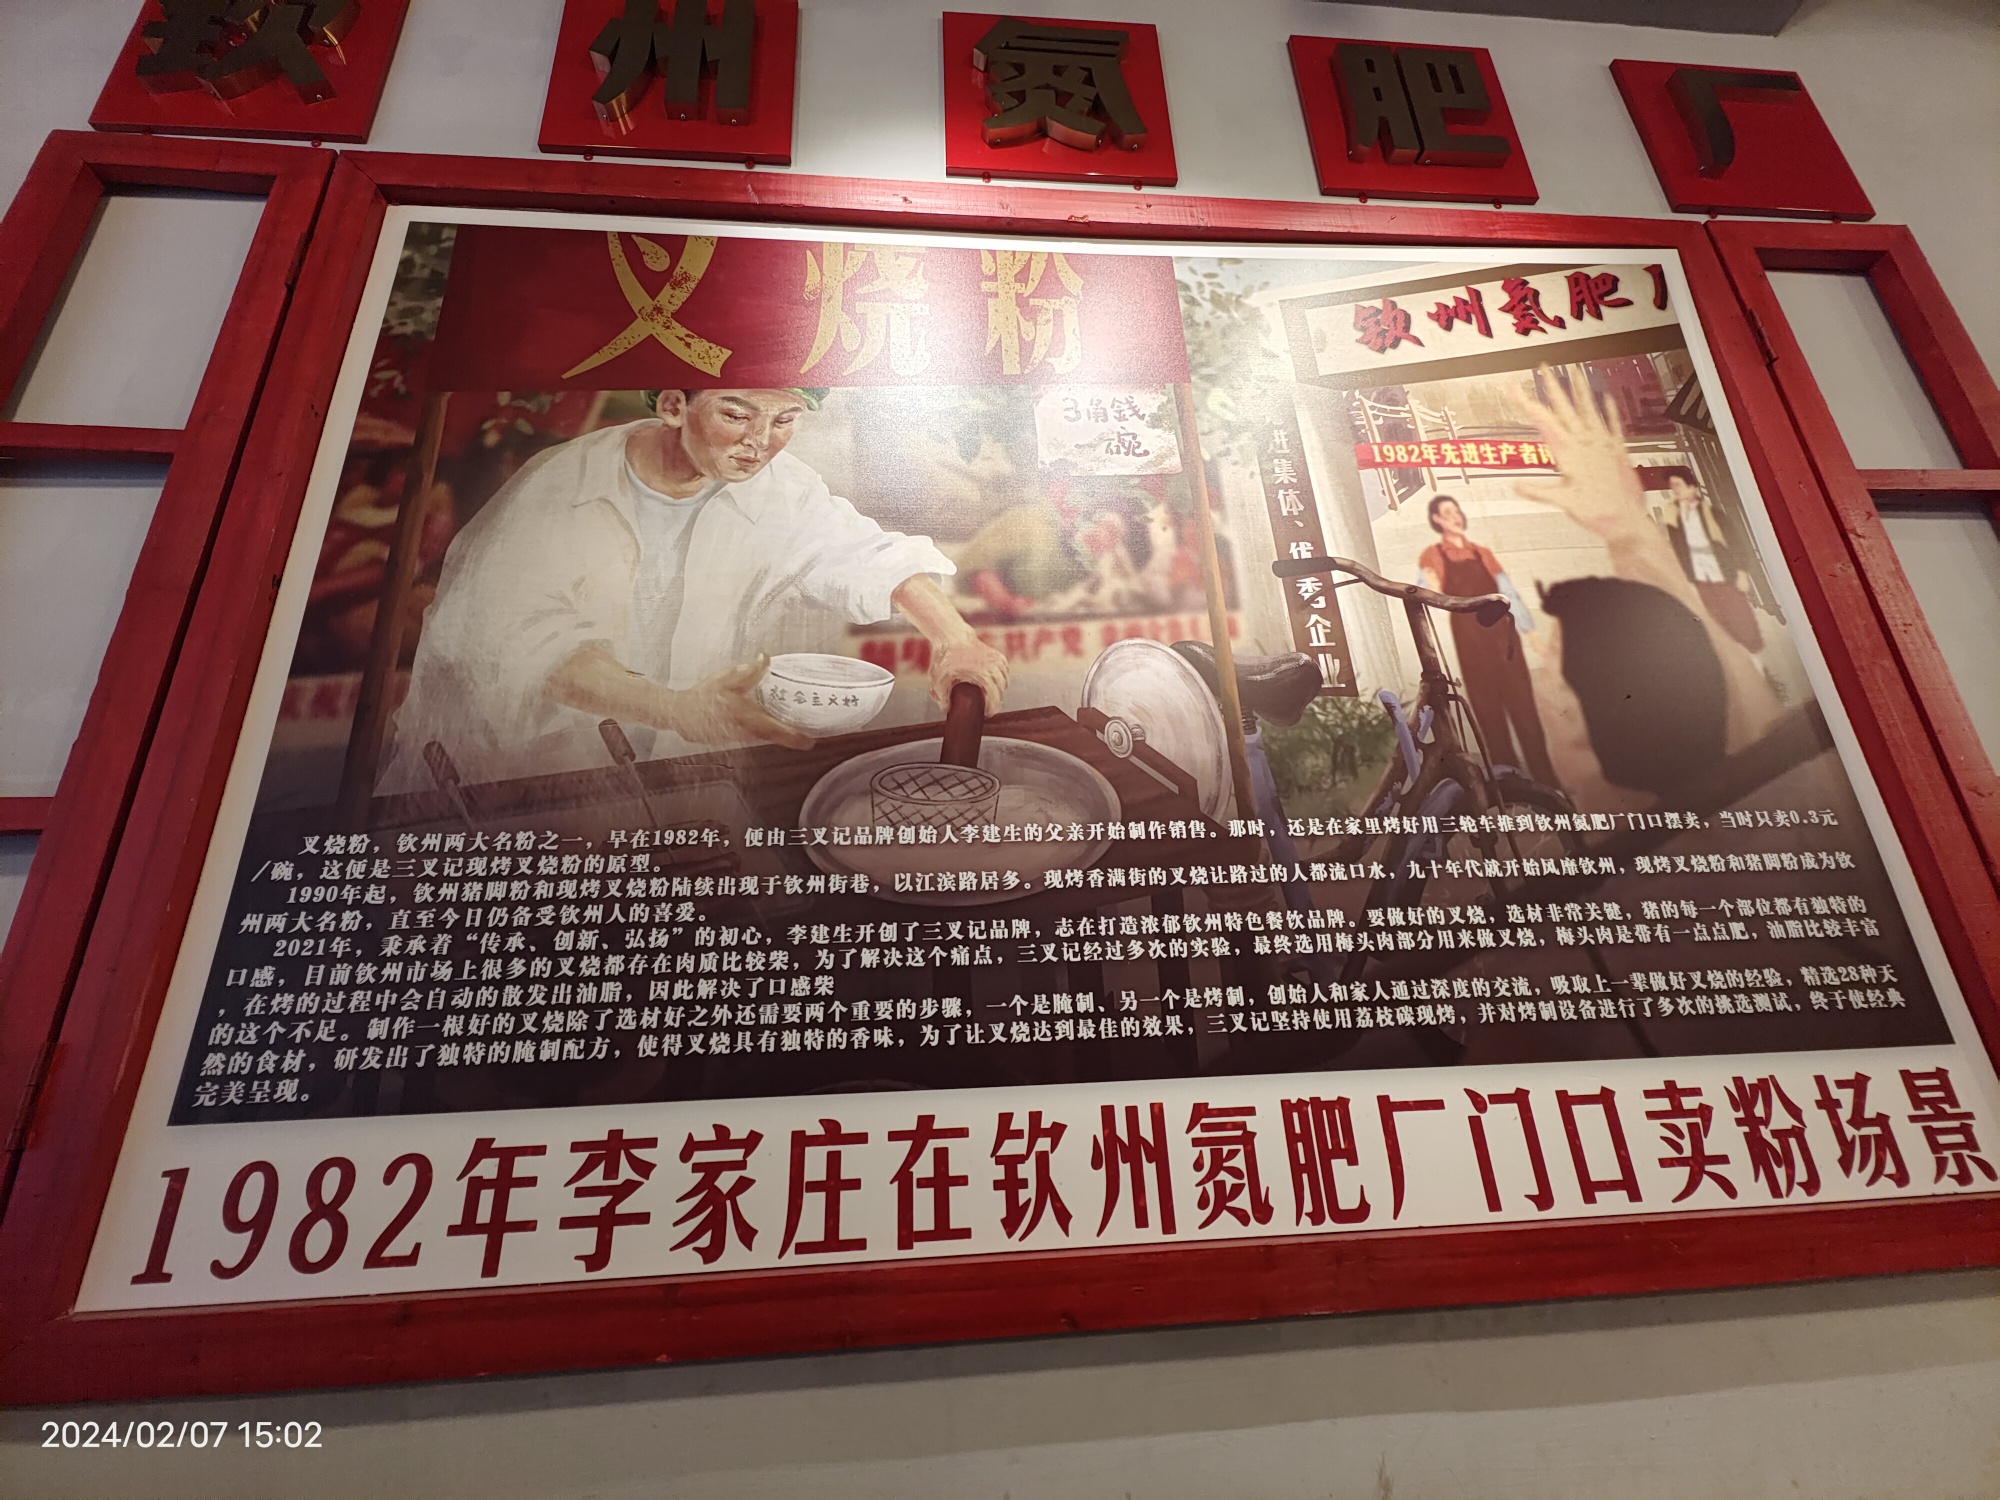 钦州氮肥厂
叉烧粉
钦州氮肥厂
3角钱
一碗
1982年先进生产者
进集体、优秀企业
共产党
社会主义好
叉烧粉，钦州两大名粉之一，早在1982年，便由三叉记品牌创始人李建生的父亲开始制作销售。那时，还是在家里烤好用三轮车推到钦州氮肥厂门口摆卖，当时只卖0.3元
/碗，这便是三叉记现烤叉烧粉的原型。
1990年起，钦州猪脚粉和现烤叉烧粉陆续出现于钦州街巷，以江滨路居多。现烤香满街的叉烧让路过的人都流口水，九十年代就开始风靡钦州，现烤叉烧粉和猪脚粉成为钦
州两大名粉，直至今日仍备受钦州人的喜爱。
2021年，秉承着“传承、创新、弘扬”的初心，李建生开创了三叉记品牌，志在打造浓郁钦州特色餐饮品牌。要做好的叉烧，选材非常关键，猪的每一个部位都有独特的
口感，目前钦州市场上很多的叉烧都存在肉质比较柴，为了解决这个痛点，三叉记经过多次的实验，最终选用梅头肉部分用来做叉烧，梅头肉是带有一点点肥，油脂比较丰富
，在烤的过程中会自动的散发出油脂，因此解决了口感柴
的这个不足。制作一根好的叉烧除了选材好之外还需要两个重要的步骤，一个是腌制、另一个是烤制，创始人和家人通过深度的交流，吸取上一辈做好叉烧的经验，精选28种天
然的食材，研发出了独特的腌制配方，使得叉烧具有独特的香味，为了让叉烧达到最佳的效果，三叉记坚持使用荔枝碳现烤，并对烤制设备进行了多次的挑选测试，终于使经典
完美呈现。
1982年李家庄在钦州氮肥厂门口卖粉场景
2024/02/07 15:02